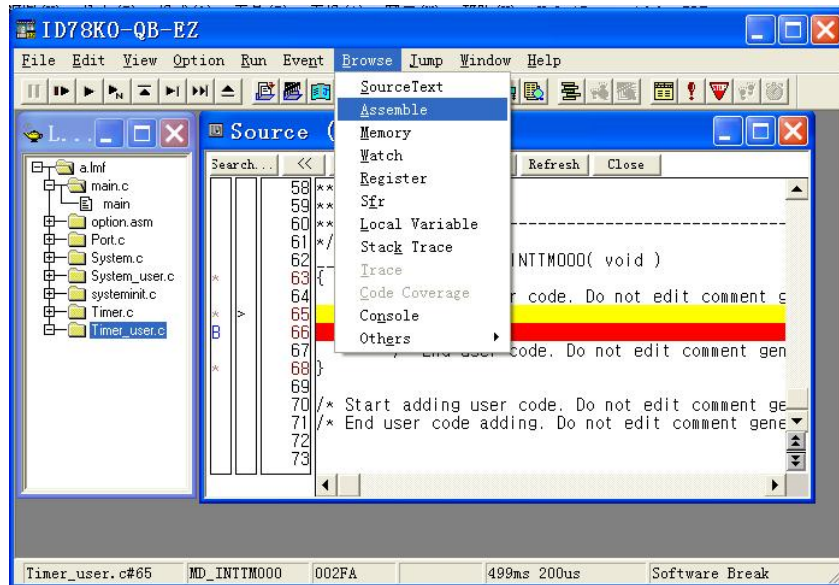 ID78K0-QB-EZ
File Edit View Option Run Event Browse Jump Window Help
L...
Source (
a.lmf
main.c
main
option.asm
Port.c
System.c
System_user.c
systeminit.c
Timer.c
Timer_user.c
Search... << Refresh Close
SourceText
Assemble
Memory
Watch
Register
Sfr
Local Variable
Stack Trace
Trace
Code Coverage
Console
Others
58 **
59 **
60 ** -----------------------------
61 */
62 __ INTTM000( void )
* 63 {
64 r code. Do not edit comment g
* > 65
B 66
67 / End user code. Do not edit comment gen
* 68 }
69
70 /* Start adding user code. Do not edit comment ge
71 /* End user code adding. Do not edit comment gene
72
73
Timer_user.c#65 MD_INTTM000 002FA 499ms 200us Software Break